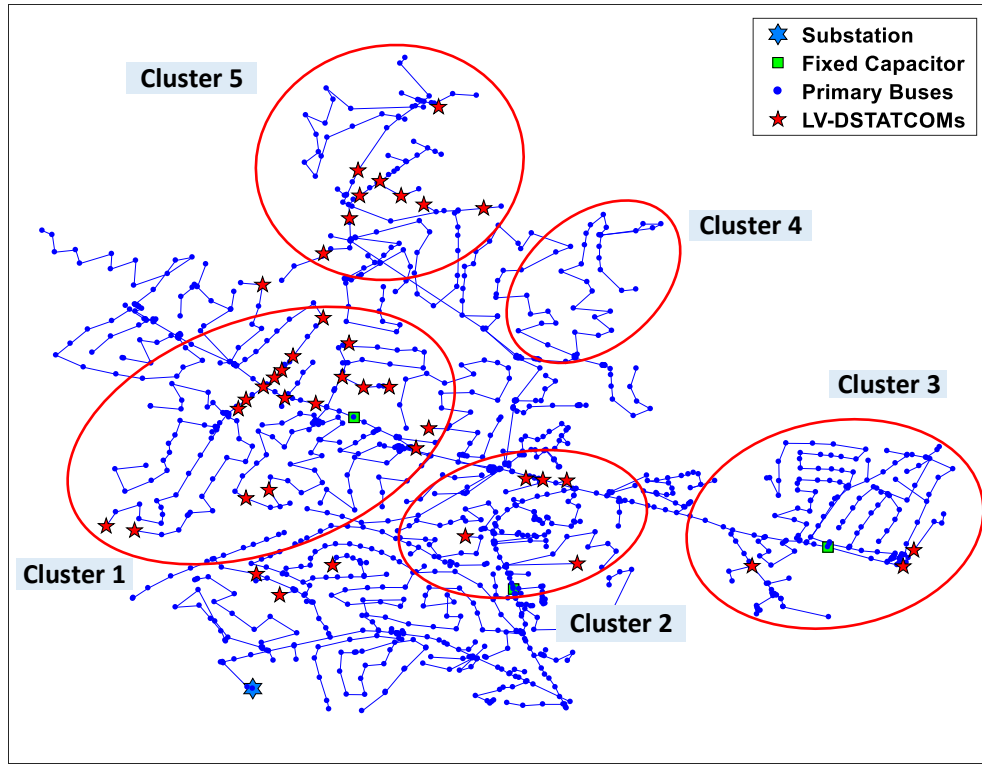 Substation
Fixed Capacitor
Primary Buses
LV-DSTATCOMs
Cluster 5
Cluster 4
Cluster 3
Cluster 1
Cluster 2